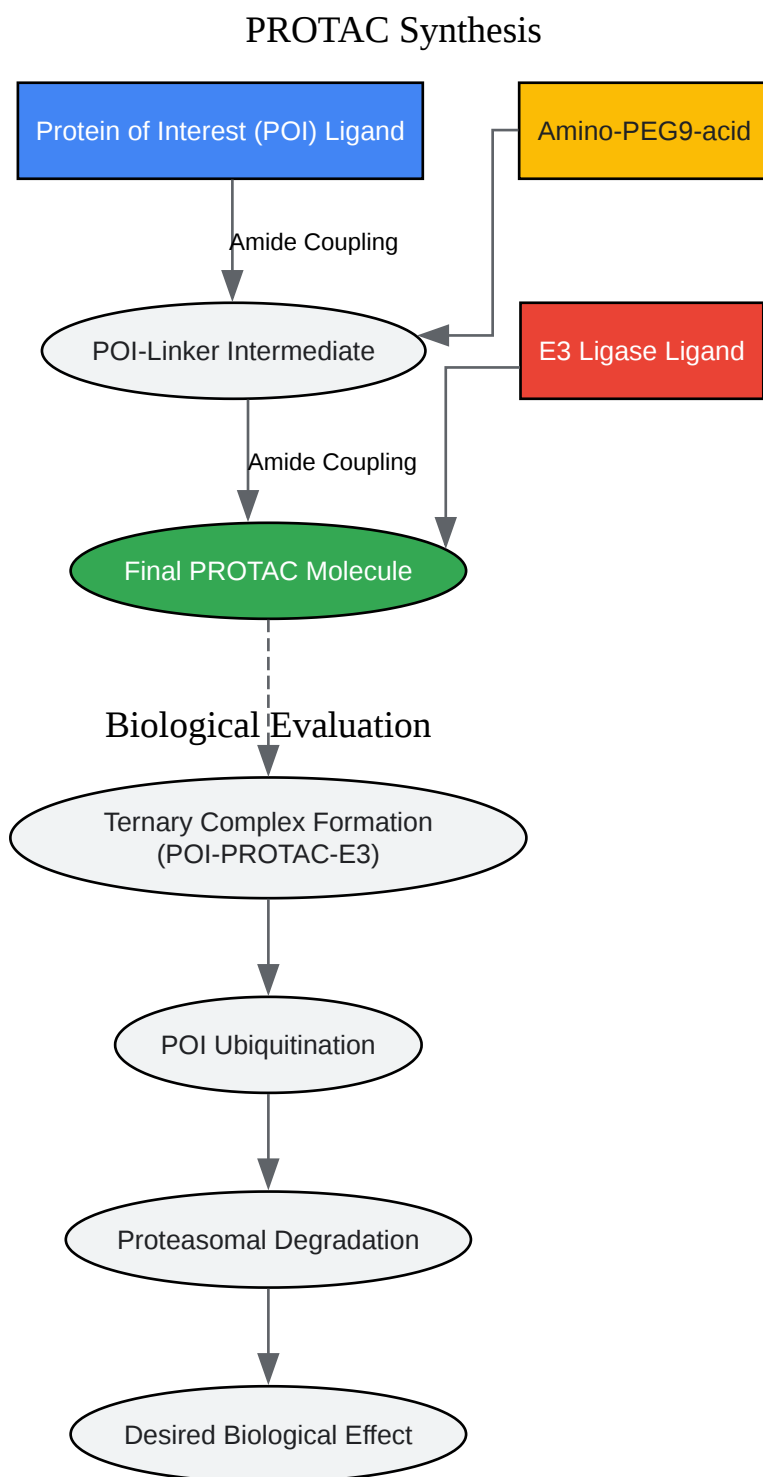 PROTAC Synthesis
Protein of Interest (POI) Ligand
Amino-PEG9-acid
Amide Coupling
POI-Linker Intermediate
E3 Ligase Ligand
Amide Coupling
Final PROTAC Molecule
Biological Evaluation
Ternary Complex Formation
(POI-PROTAC-E3)
POI Ubiquitination
Proteasomal Degradation
Desired Biological Effect